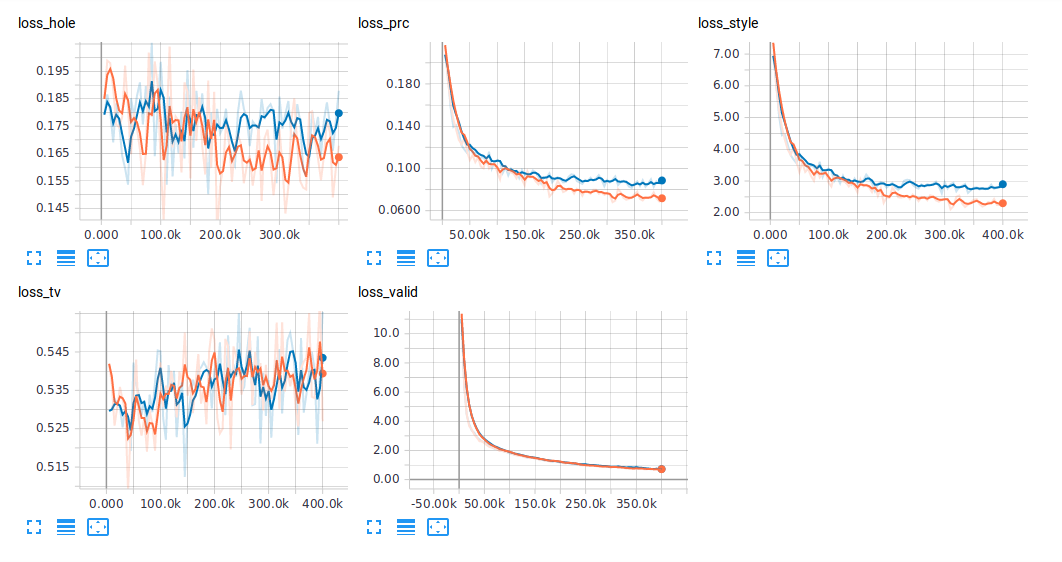 loss_hole
0.195
0.185
0.175
0.165
0.155
0.145
0.000 100.0k 200.0k 300.0k
loss_prc
0.180
0.140
0.100
0.0600
50.00k 150.0k 250.0k 350.0k
loss_style
7.00
6.00
5.00
4.00
3.00
2.00
0.000 100.0k 200.0k 300.0k 400.0k
loss_tv
0.545
0.535
0.525
0.515
0.000 100.0k 200.0k 300.0k 400.0k
loss_valid
10.0
8.00
6.00
4.00
2.00
0.00
-50.00k 50.00k 150.0k 250.0k 350.0k